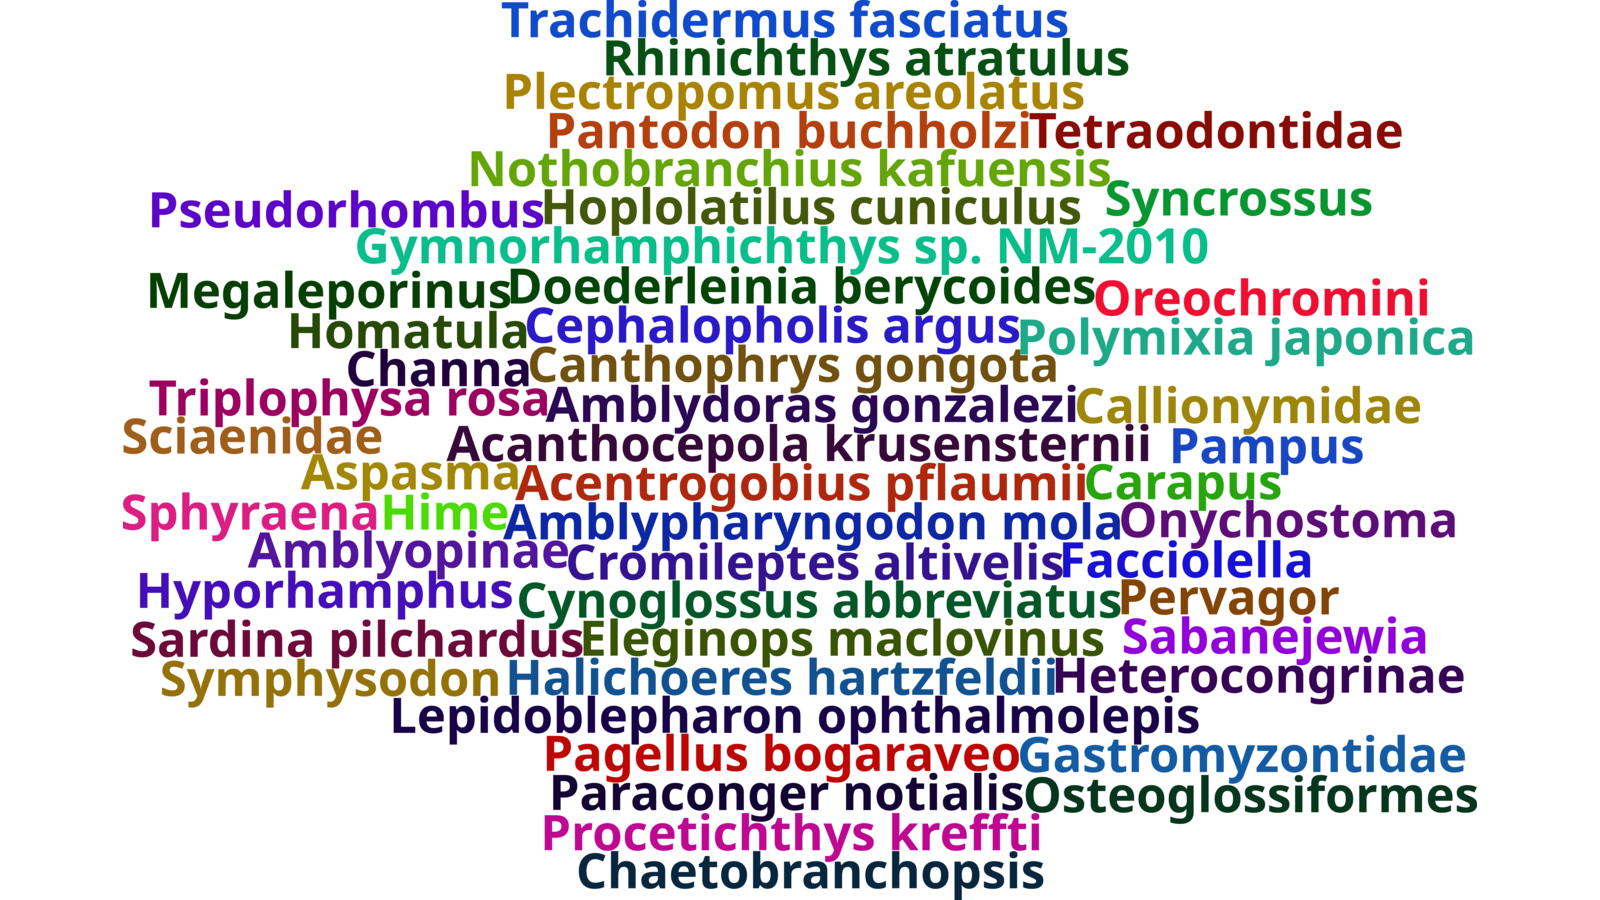 Trachidermus fasciatus
Rhinichthys atratulus
Plectropomus areolatus
Pantodon buchholzi Tetraodontidae
Nothobranchius kafuensis
Pseudorhombus Hoplolatilus cuniculus Syncrossus
Gymnorhamphichthys sp. NM-2010
Megaleporinus Doederleinia berycoides Oreochromini
Homatula Cephalopholis argus Polymixia japonica
Channa Canthophrys gongota
Triplophysa rosa Amblydoras gonzalezi Callionymidae
Sciaenidae Acanthocepola krusensternii Pampus
Aspasma Acentrogobius pflaumii Carapus
Sphyraena Hime Amblypharyngodon mola Onychostoma
Amblyopinae Cromileptes altivelis Facciolella
Hyporhamphus Cynoglossus abbreviatus Pervagor
Sardina pilchardus Eleginops maclovinus Sabanejewia
Symphysodon Halichoeres hartzfeldii Heterocongrinae
Lepidoblepharon ophthalmolepis
Pagellus bogaraveo Gastromyzontidae
Paraconger notialis Osteoglossiformes
Procetichthys kreffti
Chaetobranchopsis